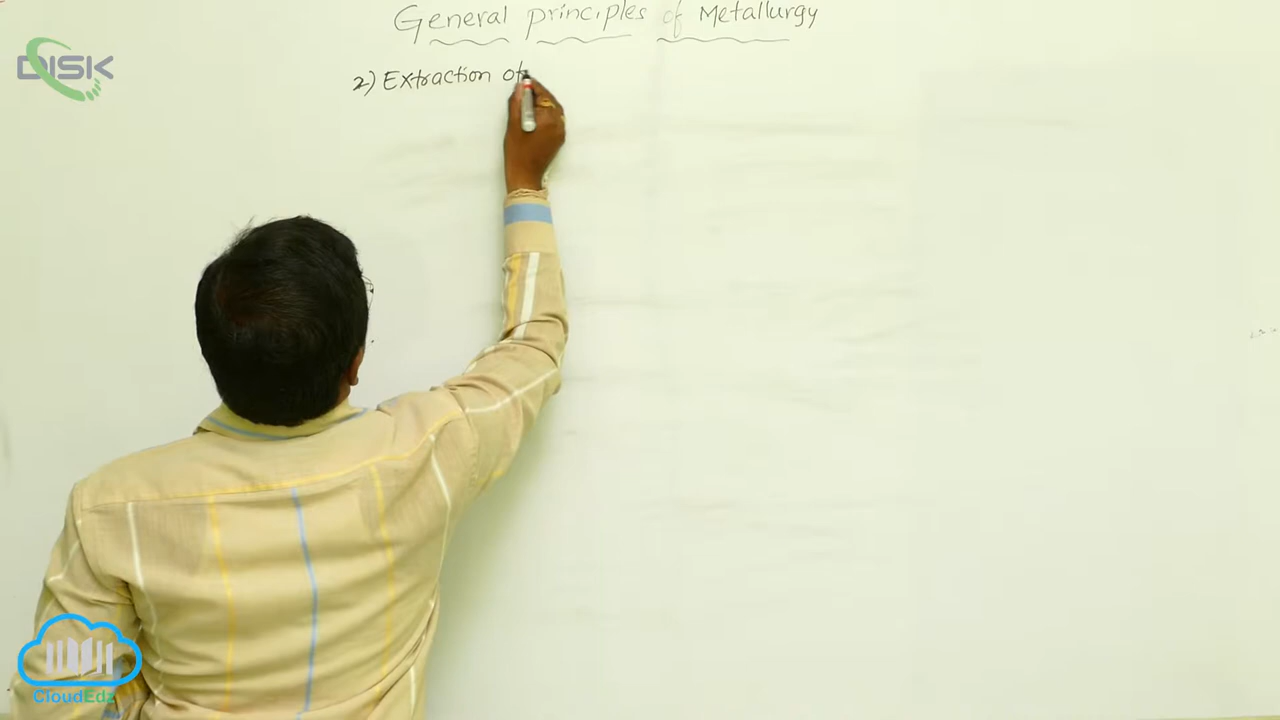 General principles of Metallurgy
DISK
2) Extraction of
CloudEdz